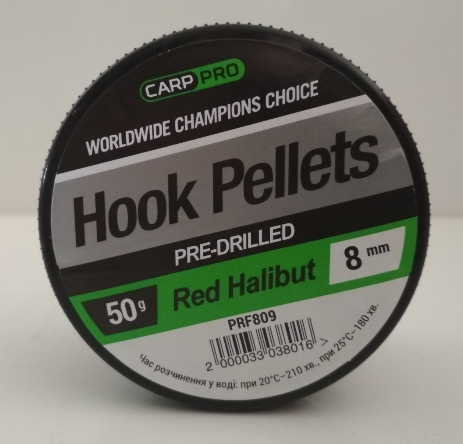 CARP PRO
WORLDWIDE CHAMPIONS CHOICE
Hook Pellets
PRE-DRILLED
50g Red Halibut 8 mm
PRF809
2 000033 038016 >
Час розчинення у воді: при 20°C~210 хв., при 25°C~180 хв.